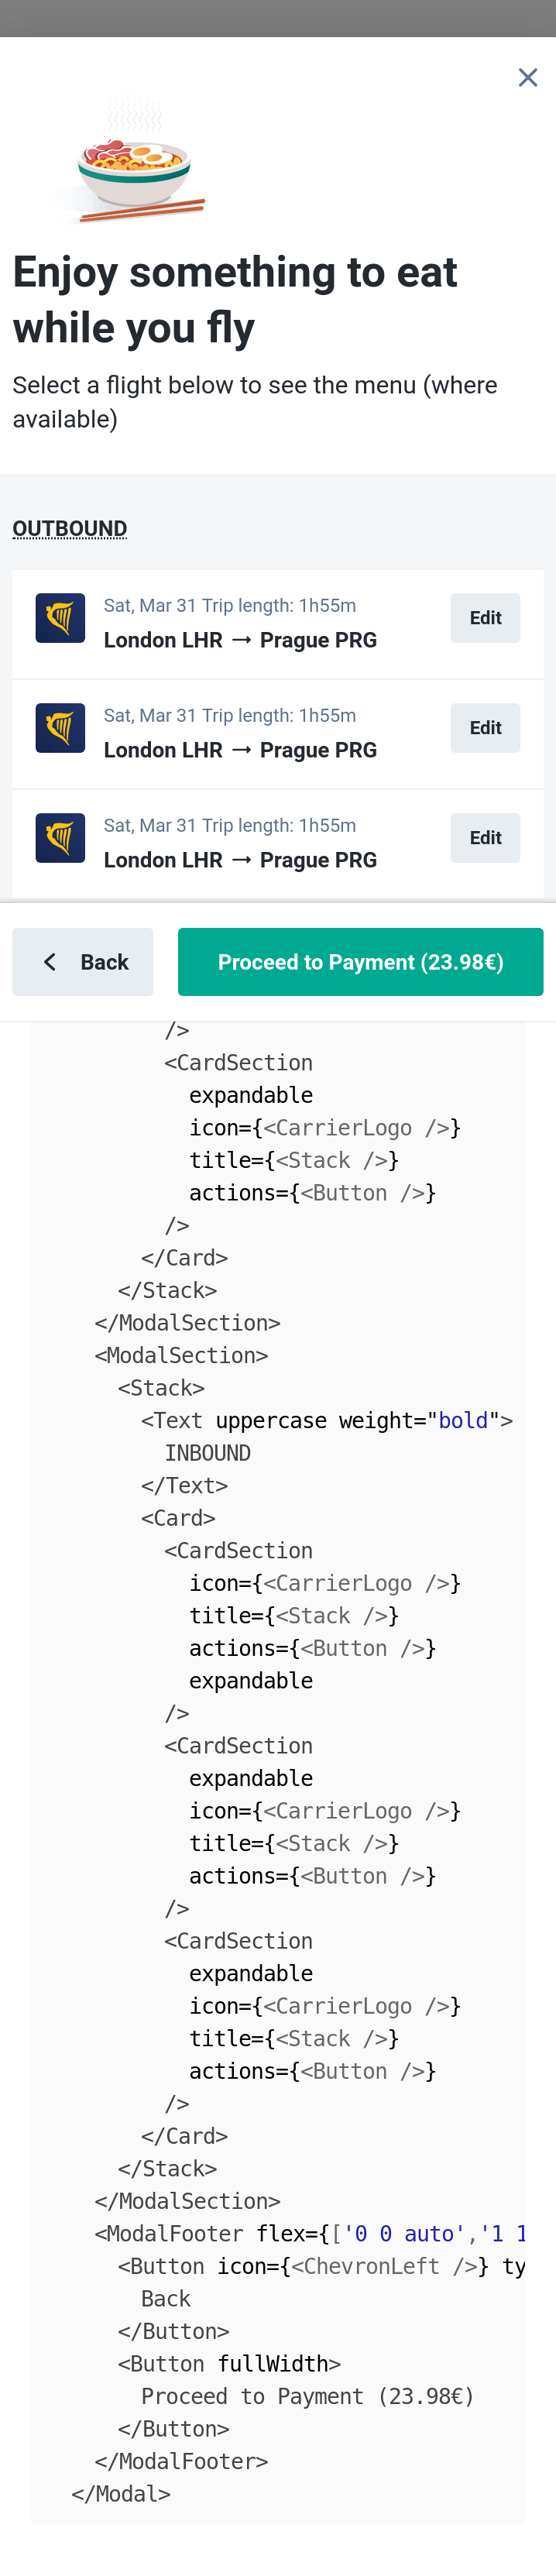 Enjoy something to eat
while you fly
Select a flight below to see the menu (where
available)
OUTBOUND
Sat, Mar 31 Trip length: 1h55m
London LHR → Prague PRG
Edit
Sat, Mar 31 Trip length: 1h55m
London LHR → Prague PRG
Edit
Sat, Mar 31 Trip length: 1h55m
London LHR → Prague PRG
Edit
Back
Proceed to Payment (23.98€)
/>
<CardSection
expandable
icon={<CarrierLogo />}
title={<Stack />}
actions={<Button />}
/>
</Card>
</Stack>
</ModalSection>
<ModalSection>
<Stack>
<Text uppercase weight="bold">
INBOUND
</Text>
<Card>
<CardSection
icon={<CarrierLogo />}
title={<Stack />}
actions={<Button />}
expandable
/>
<CardSection
expandable
icon={<CarrierLogo />}
title={<Stack />}
actions={<Button />}
/>
<CardSection
expandable
icon={<CarrierLogo />}
title={<Stack />}
actions={<Button />}
/>
</Card>
</Stack>
</ModalSection>
<ModalFooter flex={['0 0 auto','1 1
<Button icon={<ChevronLeft />} ty
Back
</Button>
<Button fullWidth>
Proceed to Payment (23.98€)
</Button>
</ModalFooter>
</Modal>